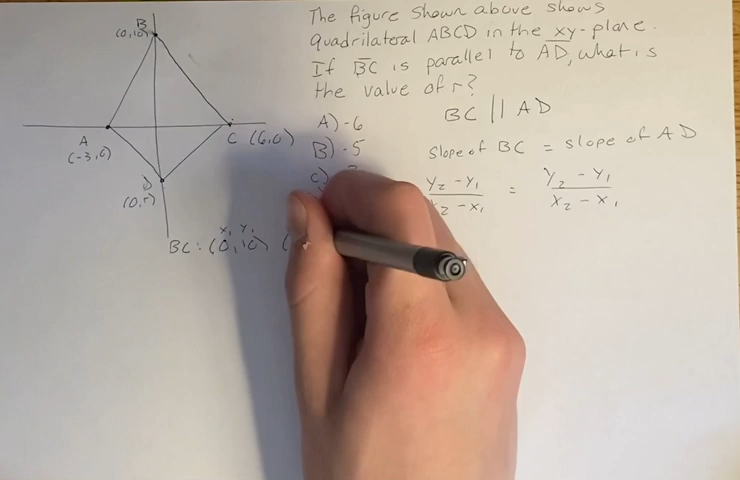 The figure shown above shows
quadrilateral ABCD in the xy-plane.
If BC is parallel to AD, what is
the value of r?
A) -6
B) -5
C)
BC || AD
Slope of BC = slope of AD
Y2 - Y1 = Y2 - Y1
X2 - X1 X2 - X1
B
(0,10)
A
(-3,0)
C (6,0)
D
(0,r)
X1 Y1
BC: (0,10) (